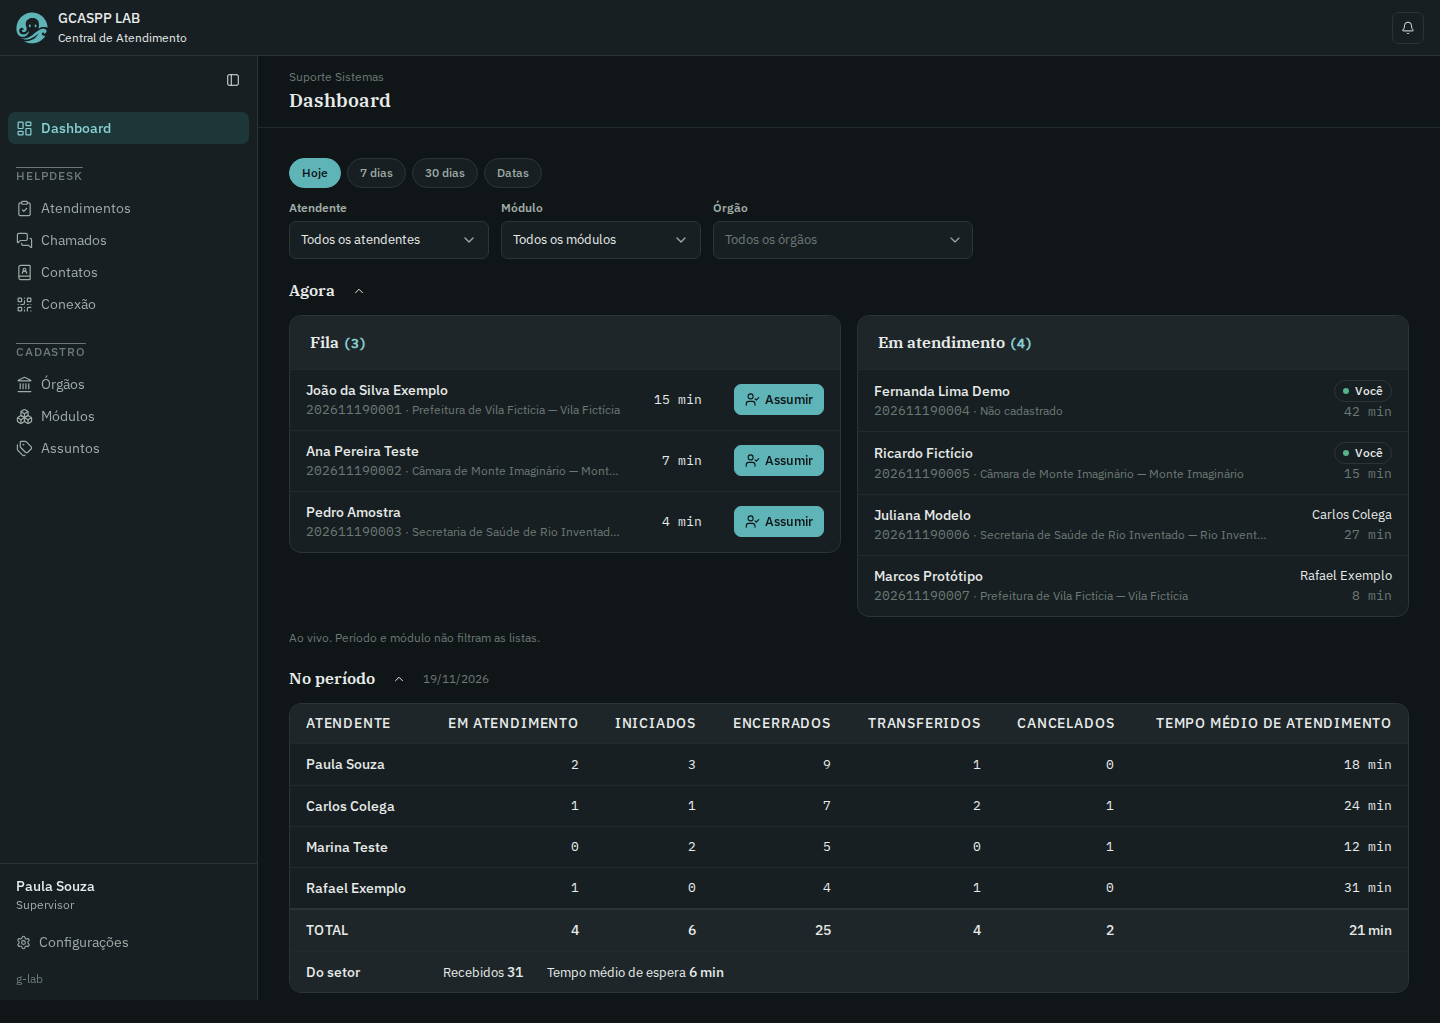 GCASPP LAB
Central de Atendimento
Dashboard
HELPDESK
Atendimentos
Chamados
Contatos
Conexão
CADASTRO
Órgãos
Módulos
Assuntos
Paula Souza
Supervisor
Configurações
g-lab
Suporte Sistemas
Dashboard
Hoje 7 dias 30 dias Datas
Atendente Módulo Órgão
Todos os atendentes Todos os módulos Todos os órgãos
Agora
Fila (3)
João da Silva Exemplo
202611190001 · Prefeitura de Vila Fictícia — Vila Fictícia
15 min Assumir
Ana Pereira Teste
202611190002 · Câmara de Monte Imaginário — Mont...
7 min Assumir
Pedro Amostra
202611190003 · Secretaria de Saúde de Rio Inventad...
4 min Assumir
Em atendimento (4)
Fernanda Lima Demo Você
202611190004 · Não cadastrado 42 min
Ricardo Fictício Você
202611190005 · Câmara de Monte Imaginário — Monte Imaginário 15 min
Juliana Modelo Carlos Colega
202611190006 · Secretaria de Saúde de Rio Inventado — Rio Invent... 27 min
Marcos Protótipo Rafael Exemplo
202611190007 · Prefeitura de Vila Fictícia — Vila Fictícia 8 min
Ao vivo. Período e módulo não filtram as listas.
No período 19/11/2026
ATENDENTE EM ATENDIMENTO INICIADOS ENCERRADOS TRANSFERIDOS CANCELADOS TEMPO MÉDIO DE ATENDIMENTO
Paula Souza 2 3 9 1 0 18 min
Carlos Colega 1 1 7 2 1 24 min
Marina Teste 0 2 5 0 1 12 min
Rafael Exemplo 1 0 4 1 0 31 min
TOTAL 4 6 25 4 2 21 min
Do setor Recebidos 31 Tempo médio de espera 6 min